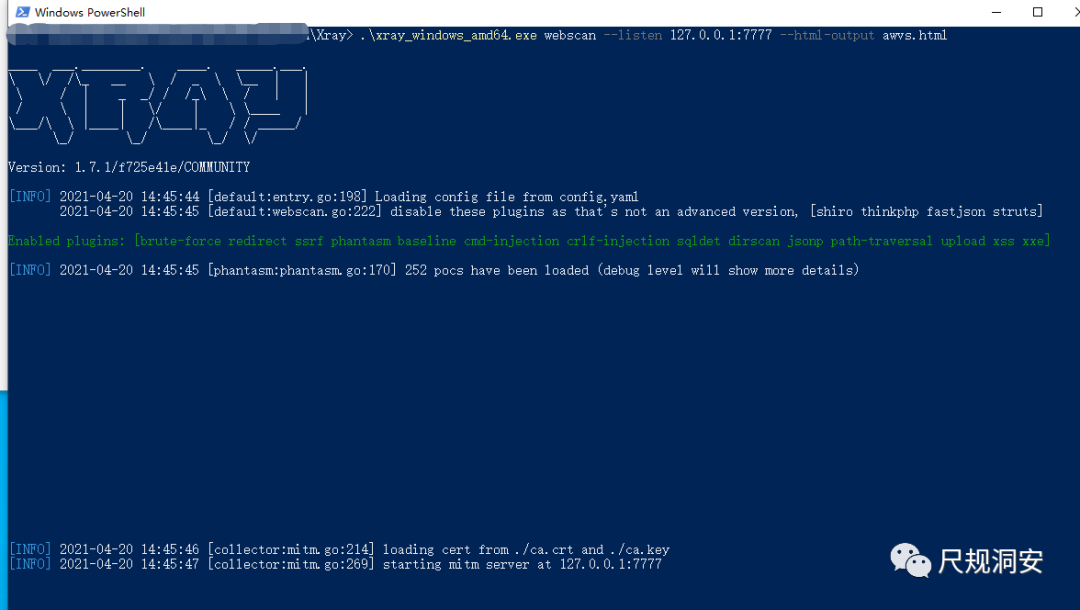 Windows PowerShell
\Xray> .\xray_windows_amd64.exe webscan --listen 127.0.0.1:7777 --html-output awvs.html
XRAY
Version: 1.7.1/f725e41e/COMMUNITY
[INFO] 2021-04-20 14:45:44 [default:entry.go:198] Loading config file from config.yaml
2021-04-20 14:45:45 [default:webscan.go:222] disable these plugins as that's not an advanced version, [shiro thinkphp fastjson struts]
Enabled plugins: [brute-force redirect ssrf phantasm baseline cmd-injection crlf-injection sqldet dirscan jsonp path-traversal upload xss xxe]
[INFO] 2021-04-20 14:45:45 [phantasm:phantasm.go:170] 252 pocs have been loaded (debug level will show more details)
[INFO] 2021-04-20 14:45:46 [collector:mitm.go:214] loading cert from ./ca.crt and ./ca.key
[INFO] 2021-04-20 14:45:47 [collector:mitm.go:269] starting mitm server at 127.0.0.1:7777
尺规洞安